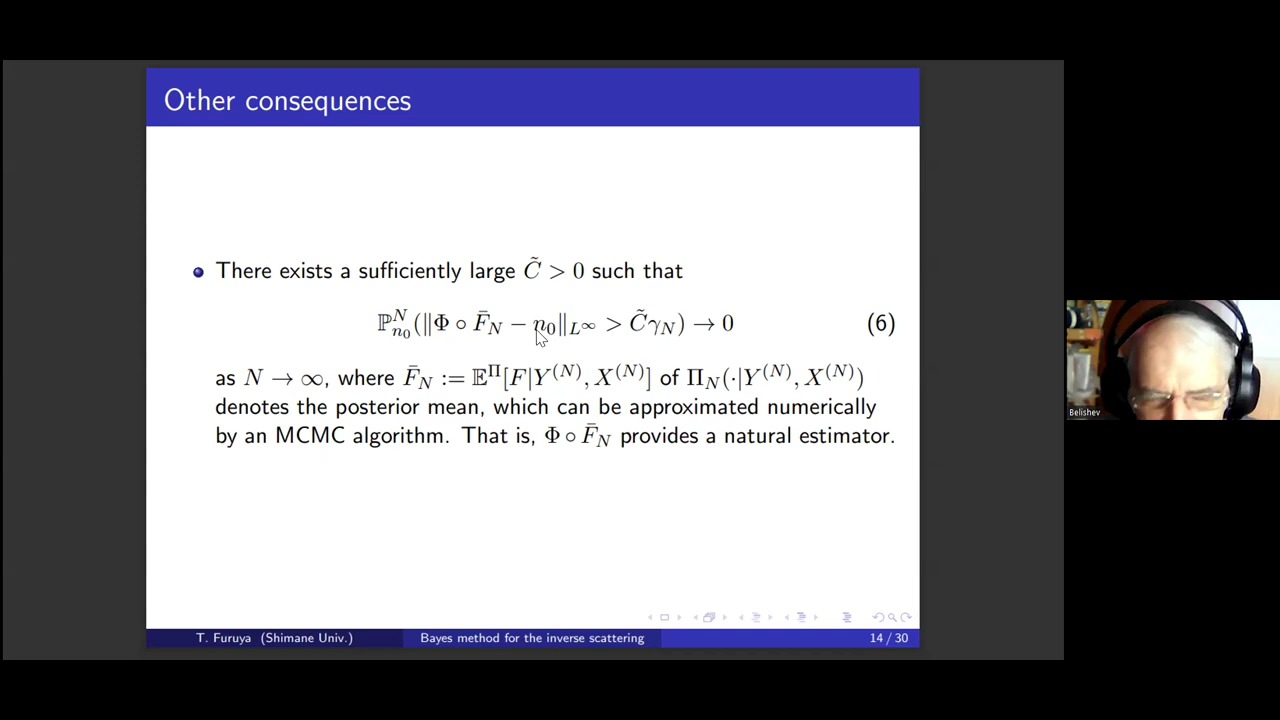 Other consequences
There exists a sufficiently large C̃ > 0 such that
ℙ^N_{n_0}(‖Φ ∘ F̄_N − n_0‖_{L^∞} > C̃γ_N) → 0 (6)
as N → ∞, where F̄_N := 𝔼^Π[F|Y^{(N)}, X^{(N)}] of Π_N(·|Y^{(N)}, X^{(N)})
denotes the posterior mean, which can be approximated numerically
by an MCMC algorithm. That is, Φ ∘ F̄_N provides a natural estimator.
T. Furuya (Shimane Univ.) Bayes method for the inverse scattering 14 / 30
Belishev